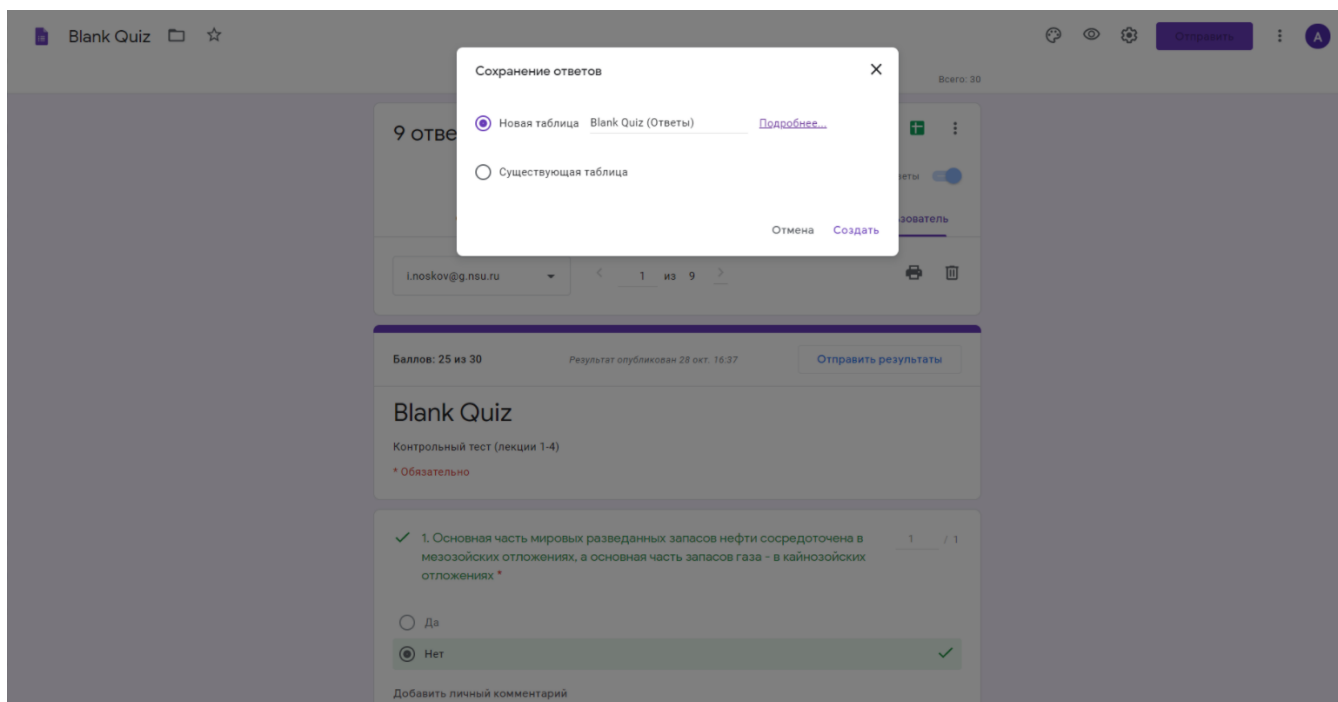 Blank Quiz
Отправить
A
Всего: 30
Сохранение ответов
Новая таблица Blank Quiz (Ответы) Подробнее...
Существующая таблица
Отмена Создать
9 отве
веты
зователь
i.noskov@g.nsu.ru 1 из 9
Баллов: 25 из 30 Результат опубликован 28 окт. 16:37 Отправить результаты
Blank Quiz
Контрольный тест (лекции 1-4)
* Обязательно
1. Основная часть мировых разведанных запасов нефти сосредоточена в 1 / 1
мезозойских отложениях, а основная часть запасов газа - в кайнозойских
отложениях *
Да
Нет
Добавить личный комментарий